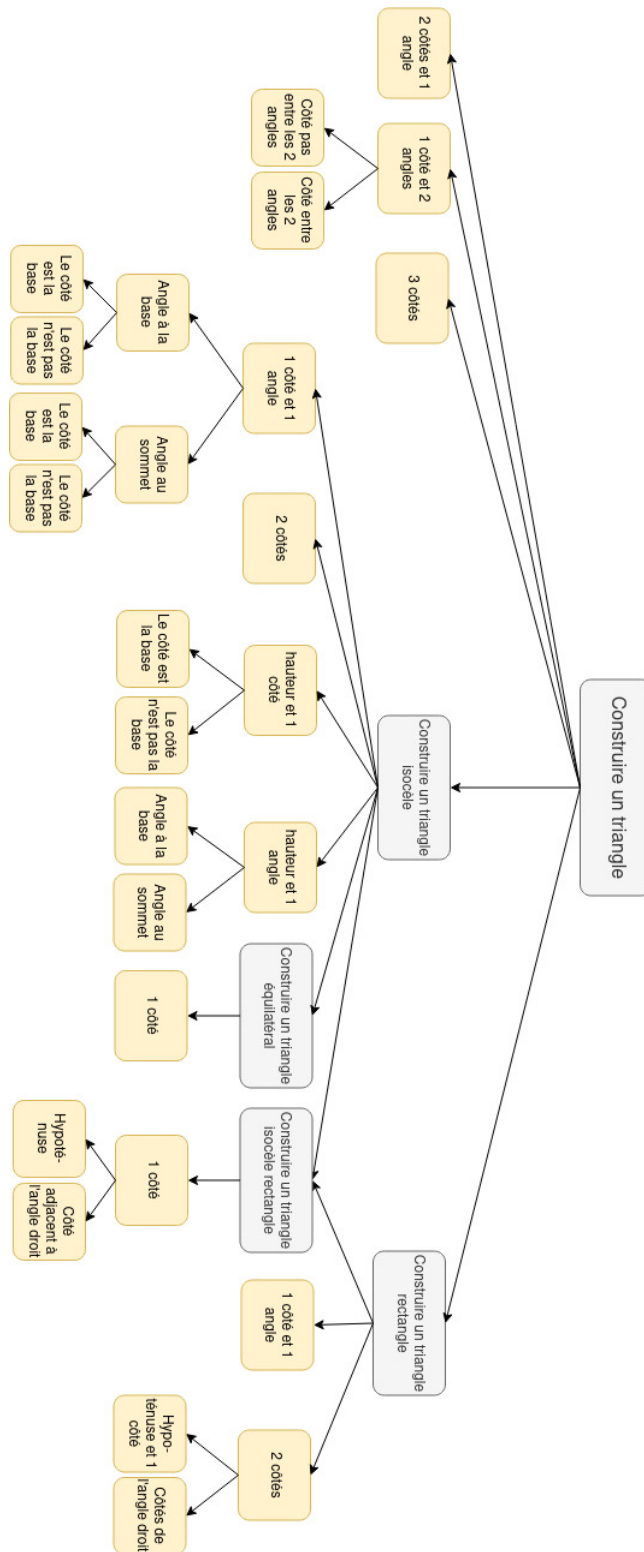 Construire un triangle
2 côtés et 1
angle
1 côté et 2
angles
3 côtés
Construire un triangle
isocèle
Construire un triangle
rectangle
Côté pas
entre les 2
angles
Côté entre
les 2
angles
1 côté et 1
angle
2 côtés
hauteur et 1
côté
hauteur et 1
angle
Construire un triangle
équilatéral
Construire un triangle
isocèle rectangle
1 côté et 1
angle
2 côtés
Angle à la
base
Angle au
sommet
Le côté est
la base
Le côté
n'est pas la
base
Angle à la
base
Angle au
sommet
1 côté
1 côté
Hypo-
ténuse et 1
côté
Côtés de
l'angle droit
Le côté
est la
base
Le côté
n'est pas
la base
Le côté
est la
base
Le côté
n'est pas
la base
Hypoté-
nuse
Côté
adjacent à
l'angle droit